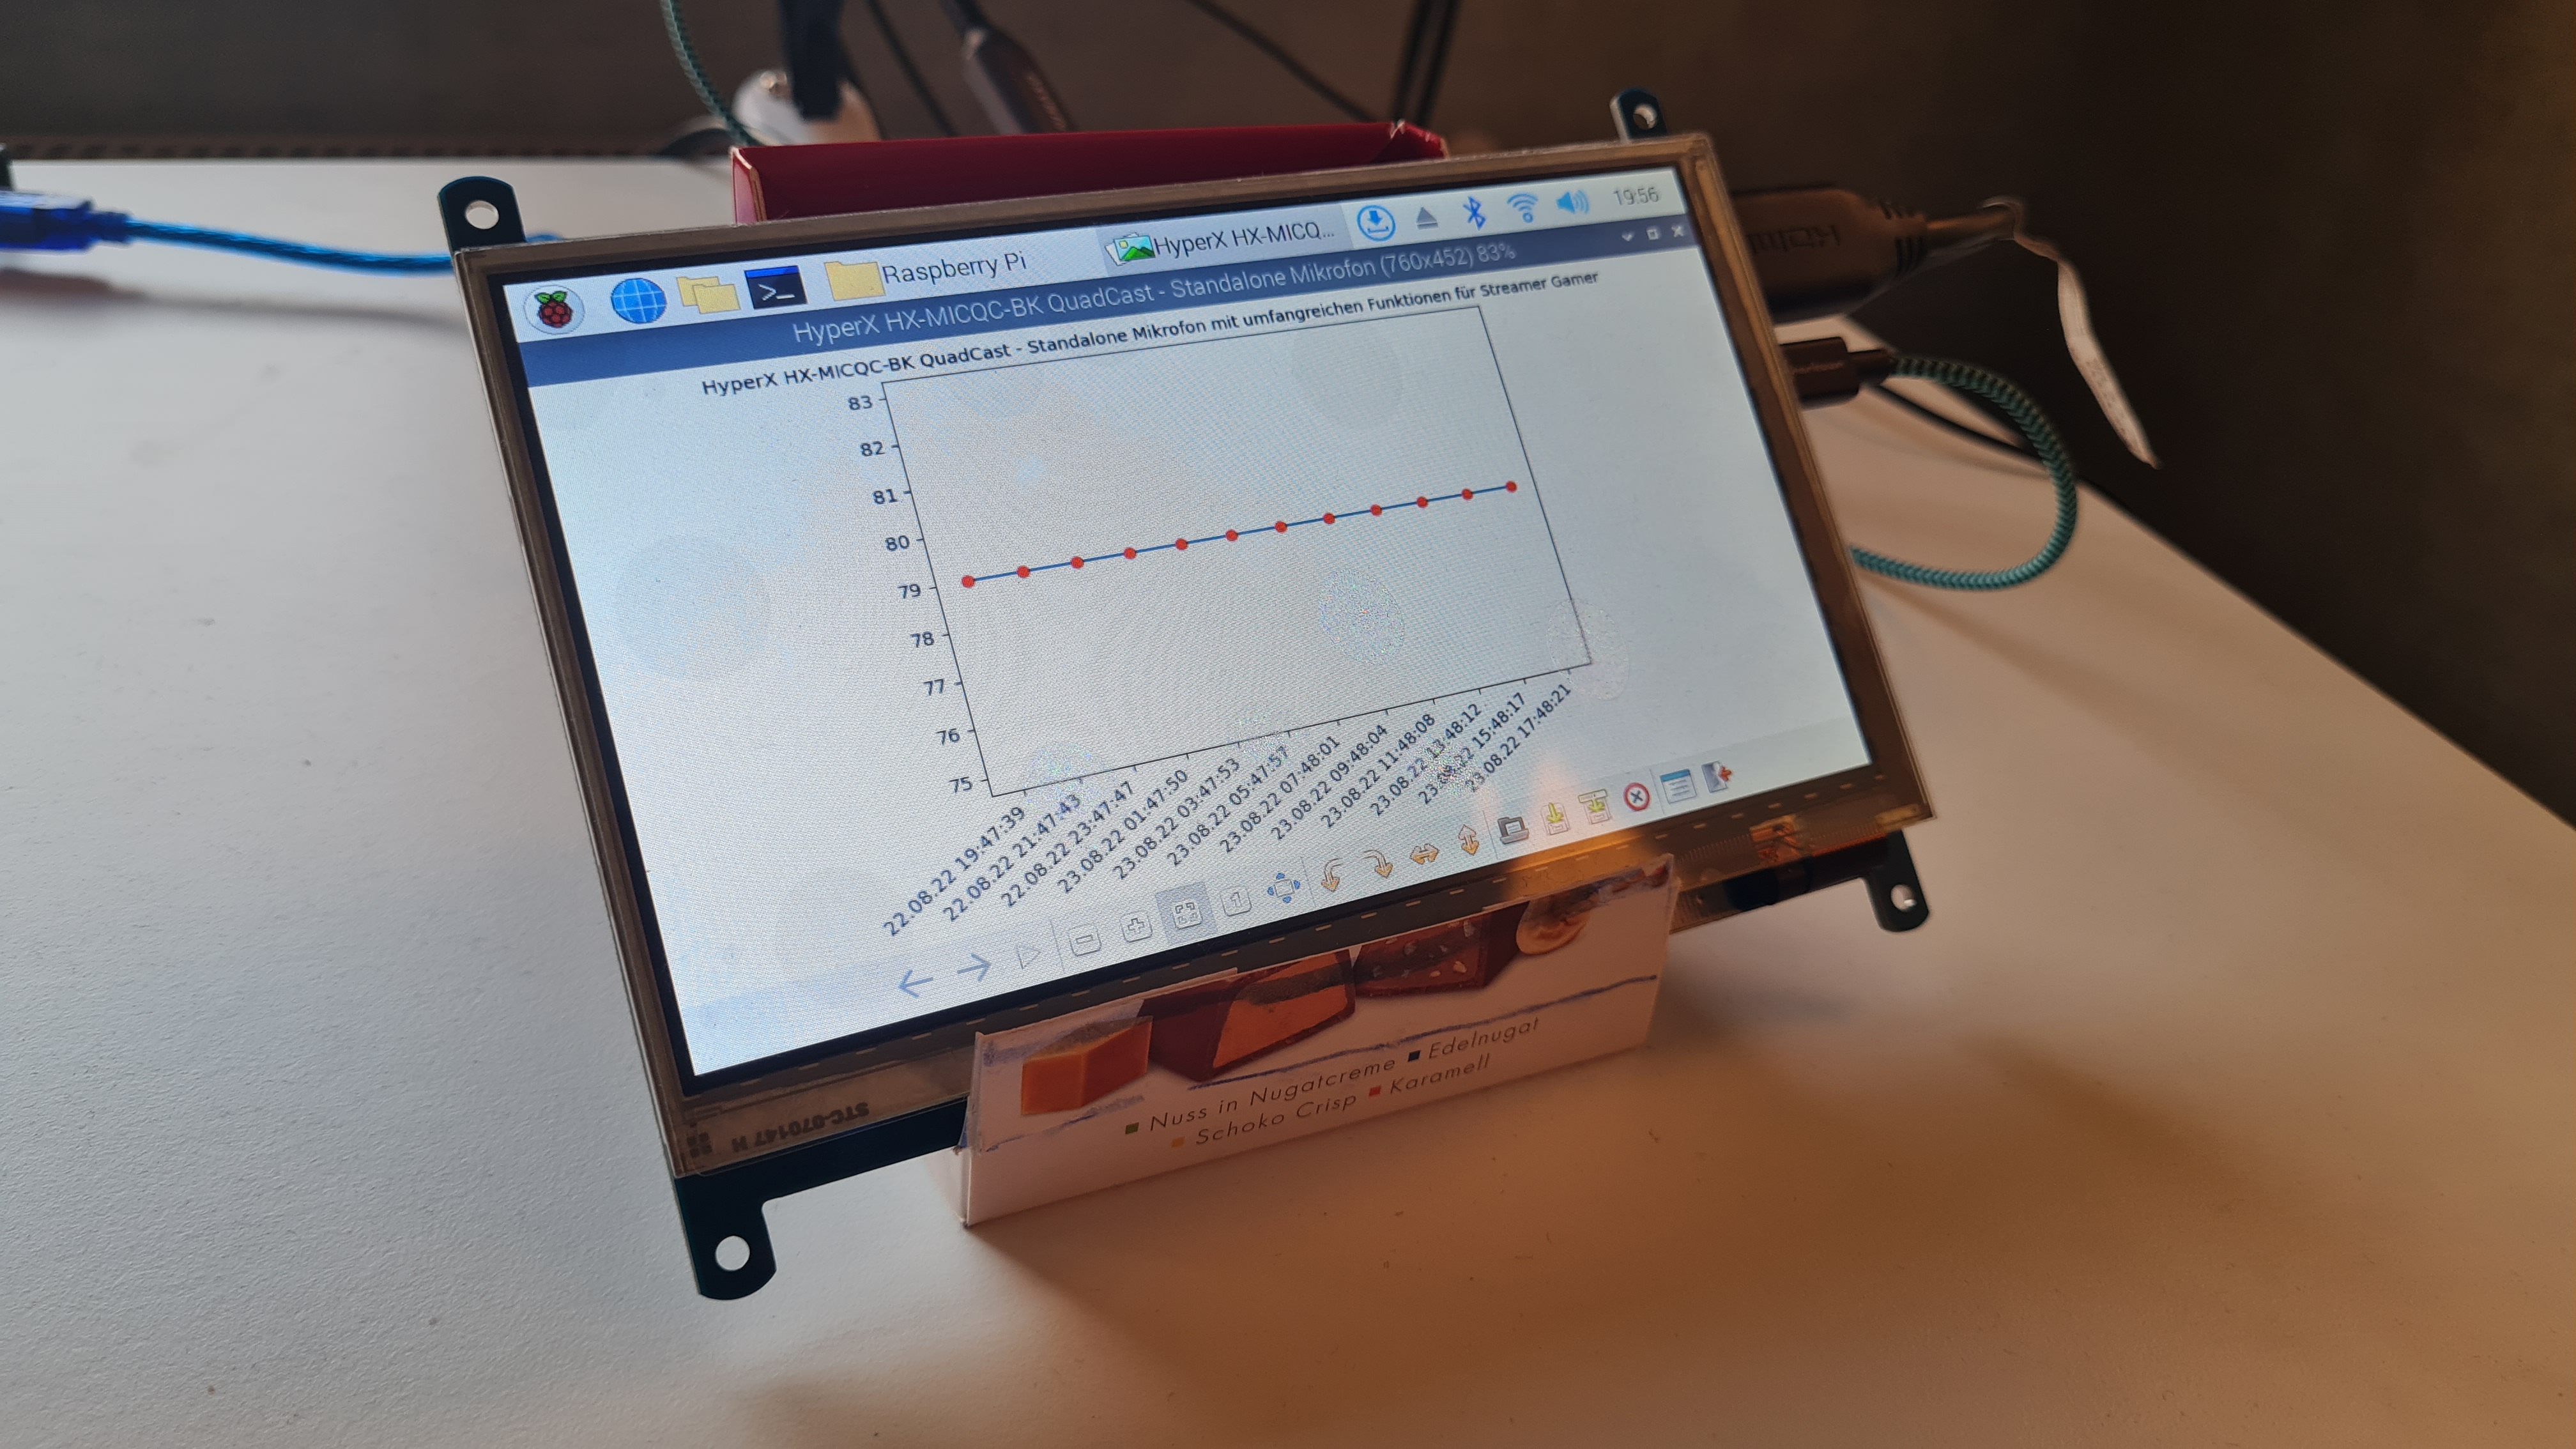 Raspberry Pi
HyperX HX-MICQ...
19:56
HyperX HX-MICQC-BK QuadCast - Standalone Mikrofon (760x452) 83%
HyperX HX-MICQC-BK QuadCast - Standalone Mikrofon mit umfangreichen Funktionen für Streamer Gamer
83
82
81
80
79
78
77
76
75
22.08.22 19:47:39
22.08.22 21:47:43
22.08.22 23:47:47
23.08.22 01:47:50
23.08.22 03:47:53
23.08.22 05:47:57
23.08.22 07:48:01
23.08.22 09:48:04
23.08.22 11:48:08
23.08.22 13:48:12
23.08.22 15:48:17
23.08.22 17:48:21
1
STC-070147 H
Nuss in Nugatcreme ■ Edelnugat
Schoko Crisp ■ Karamell
HDMI